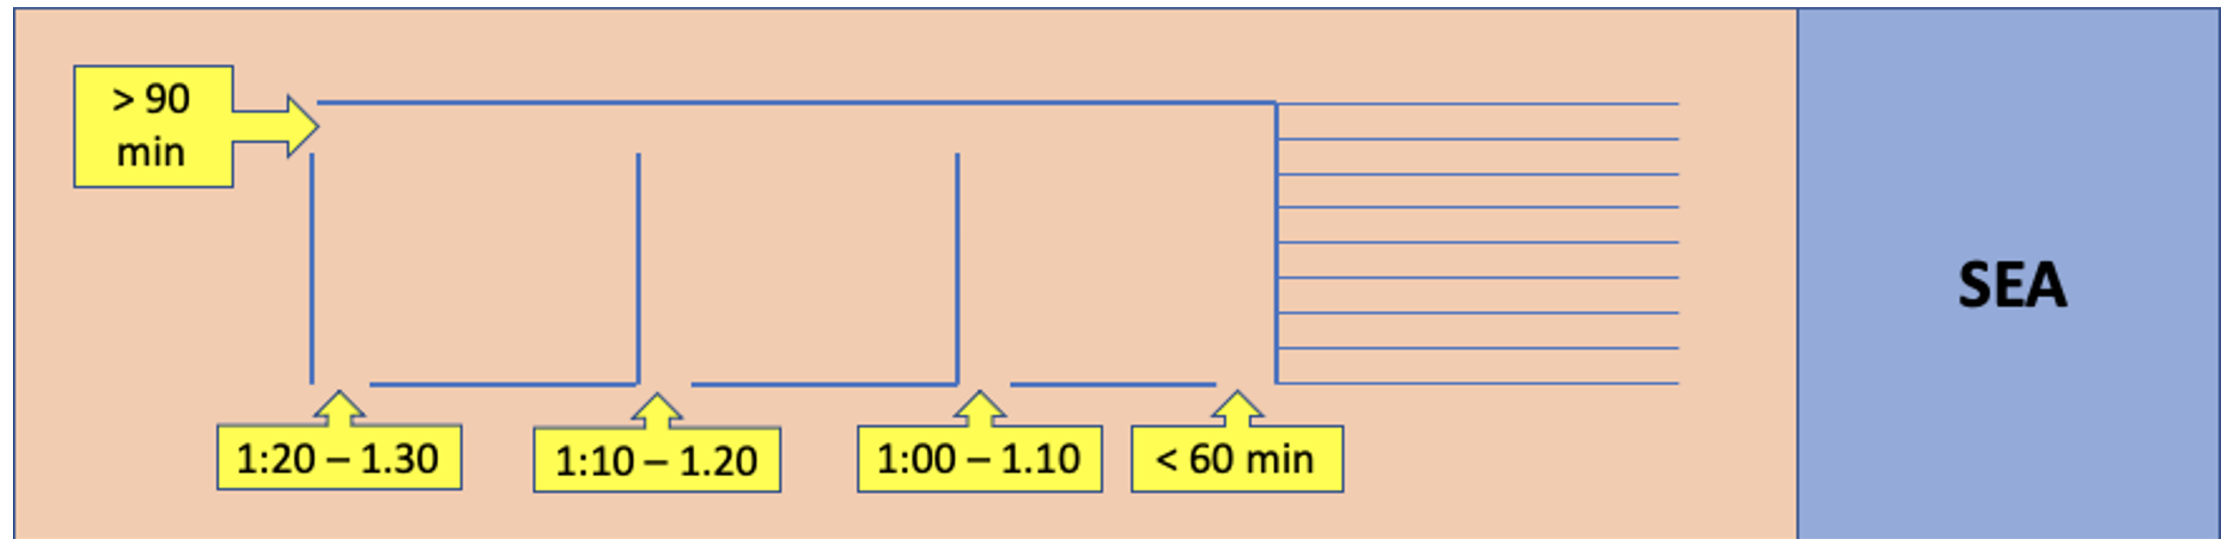 > 90
min
SEA
1:20 – 1.30
1:10 – 1.20
1:00 – 1.10
< 60 min